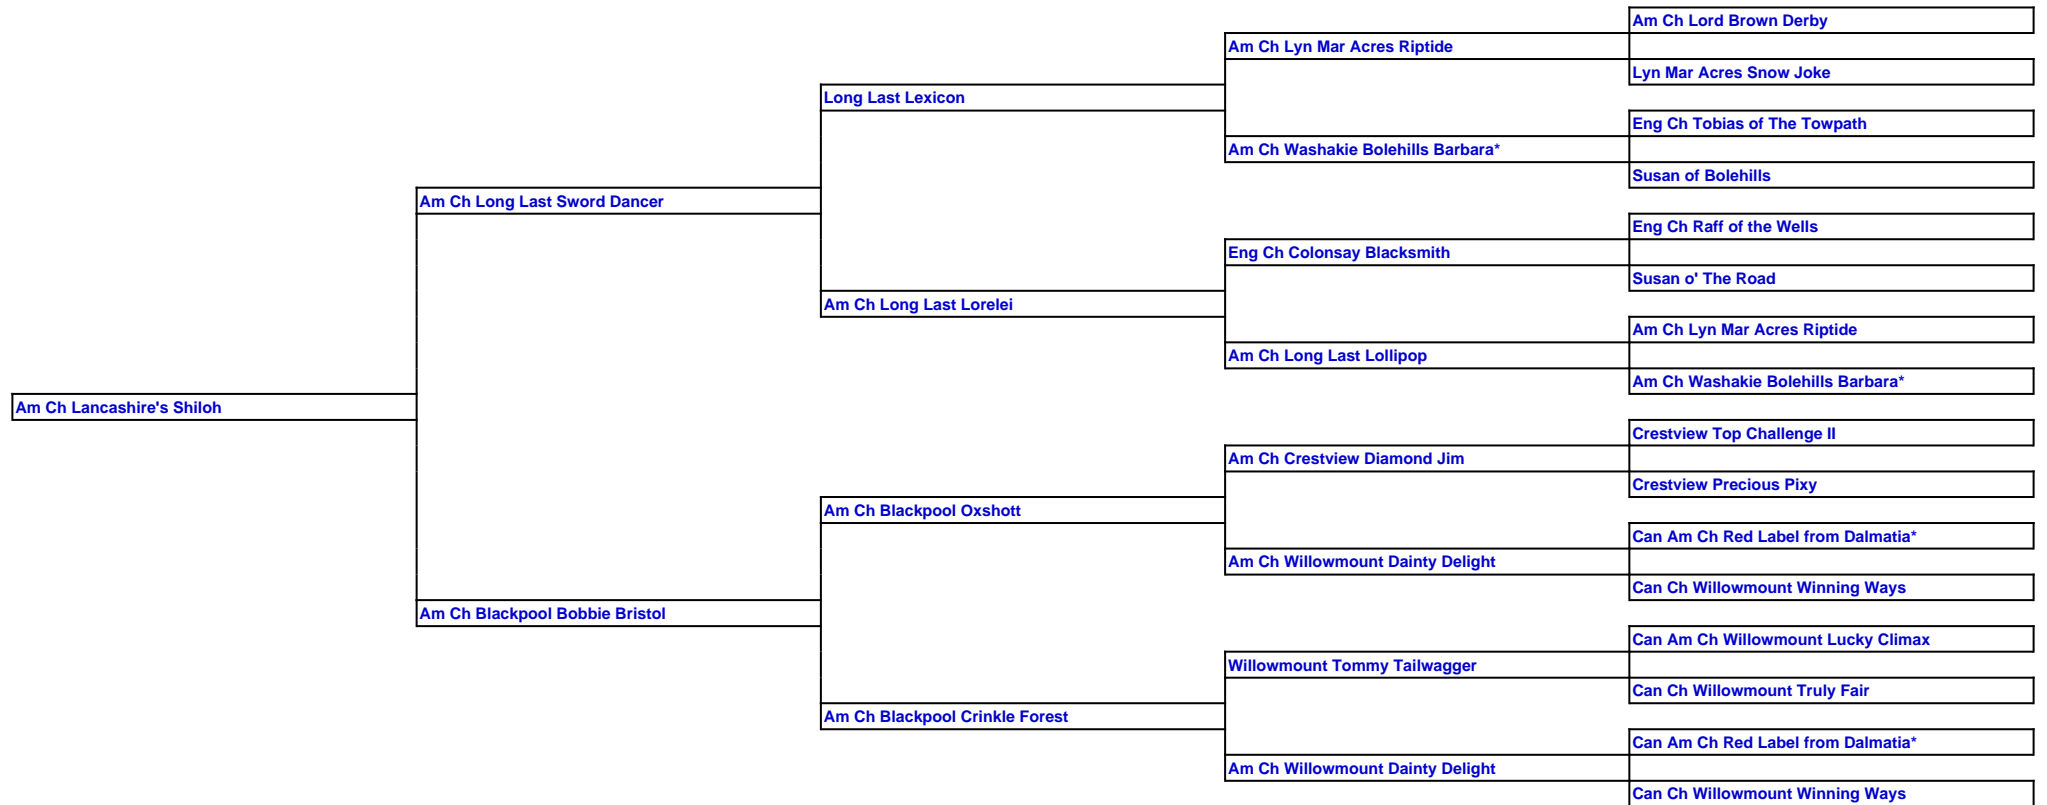 Am Ch Lord Brown Derby
Am Ch Lyn Mar Acres Riptide
Lyn Mar Acres Snow Joke
Long Last Lexicon
Eng Ch Tobias of The Towpath
Am Ch Washakie Bolehills Barbara*
Susan of Bolehills
Am Ch Long Last Sword Dancer
Eng Ch Raff of the Wells
Eng Ch Colonsay Blacksmith
Susan o' The Road
Am Ch Long Last Lorelei
Am Ch Lyn Mar Acres Riptide
Am Ch Long Last Lollipop
Am Ch Washakie Bolehills Barbara*
Am Ch Lancashire's Shiloh
Crestview Top Challenge II
Am Ch Crestview Diamond Jim
Crestview Precious Pixy
Am Ch Blackpool Oxshott
Can Am Ch Red Label from Dalmatia*
Am Ch Willowmount Dainty Delight
Can Ch Willowmount Winning Ways
Am Ch Blackpool Bobbie Bristol
Can Am Ch Willowmount Lucky Climax
Willowmount Tommy Tailwagger
Can Ch Willowmount Truly Fair
Am Ch Blackpool Crinkle Forest
Can Am Ch Red Label from Dalmatia*
Am Ch Willowmount Dainty Delight
Can Ch Willowmount Winning Ways